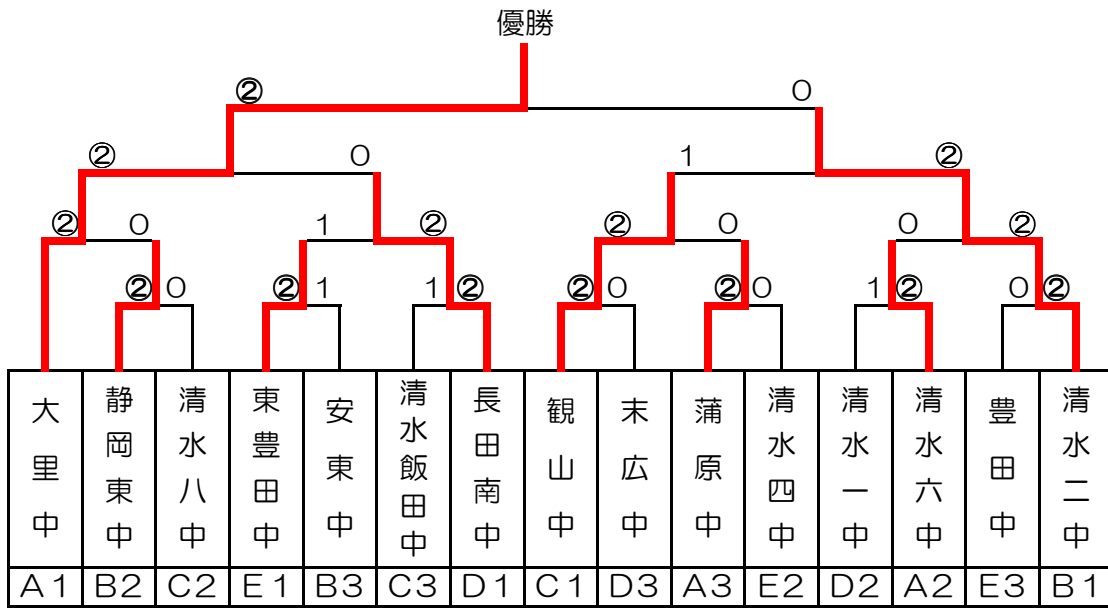 優勝
② 0
② 0 1 ②
② 0 1 ② ② 0 0 ②
② 0 ② 1 1 ② ② 0 ② 0 1 ② 0 ②
大里中 静岡東中 清水八中 東豊田中 安東中 清水飯田中 長田南中 観山中 末広中 蒲原中 清水四中 清水一中 清水六中 豊田中 清水二中
A1 B2 C2 E1 B3 C3 D1 C1 D3 A3 E2 D2 A2 E3 B1